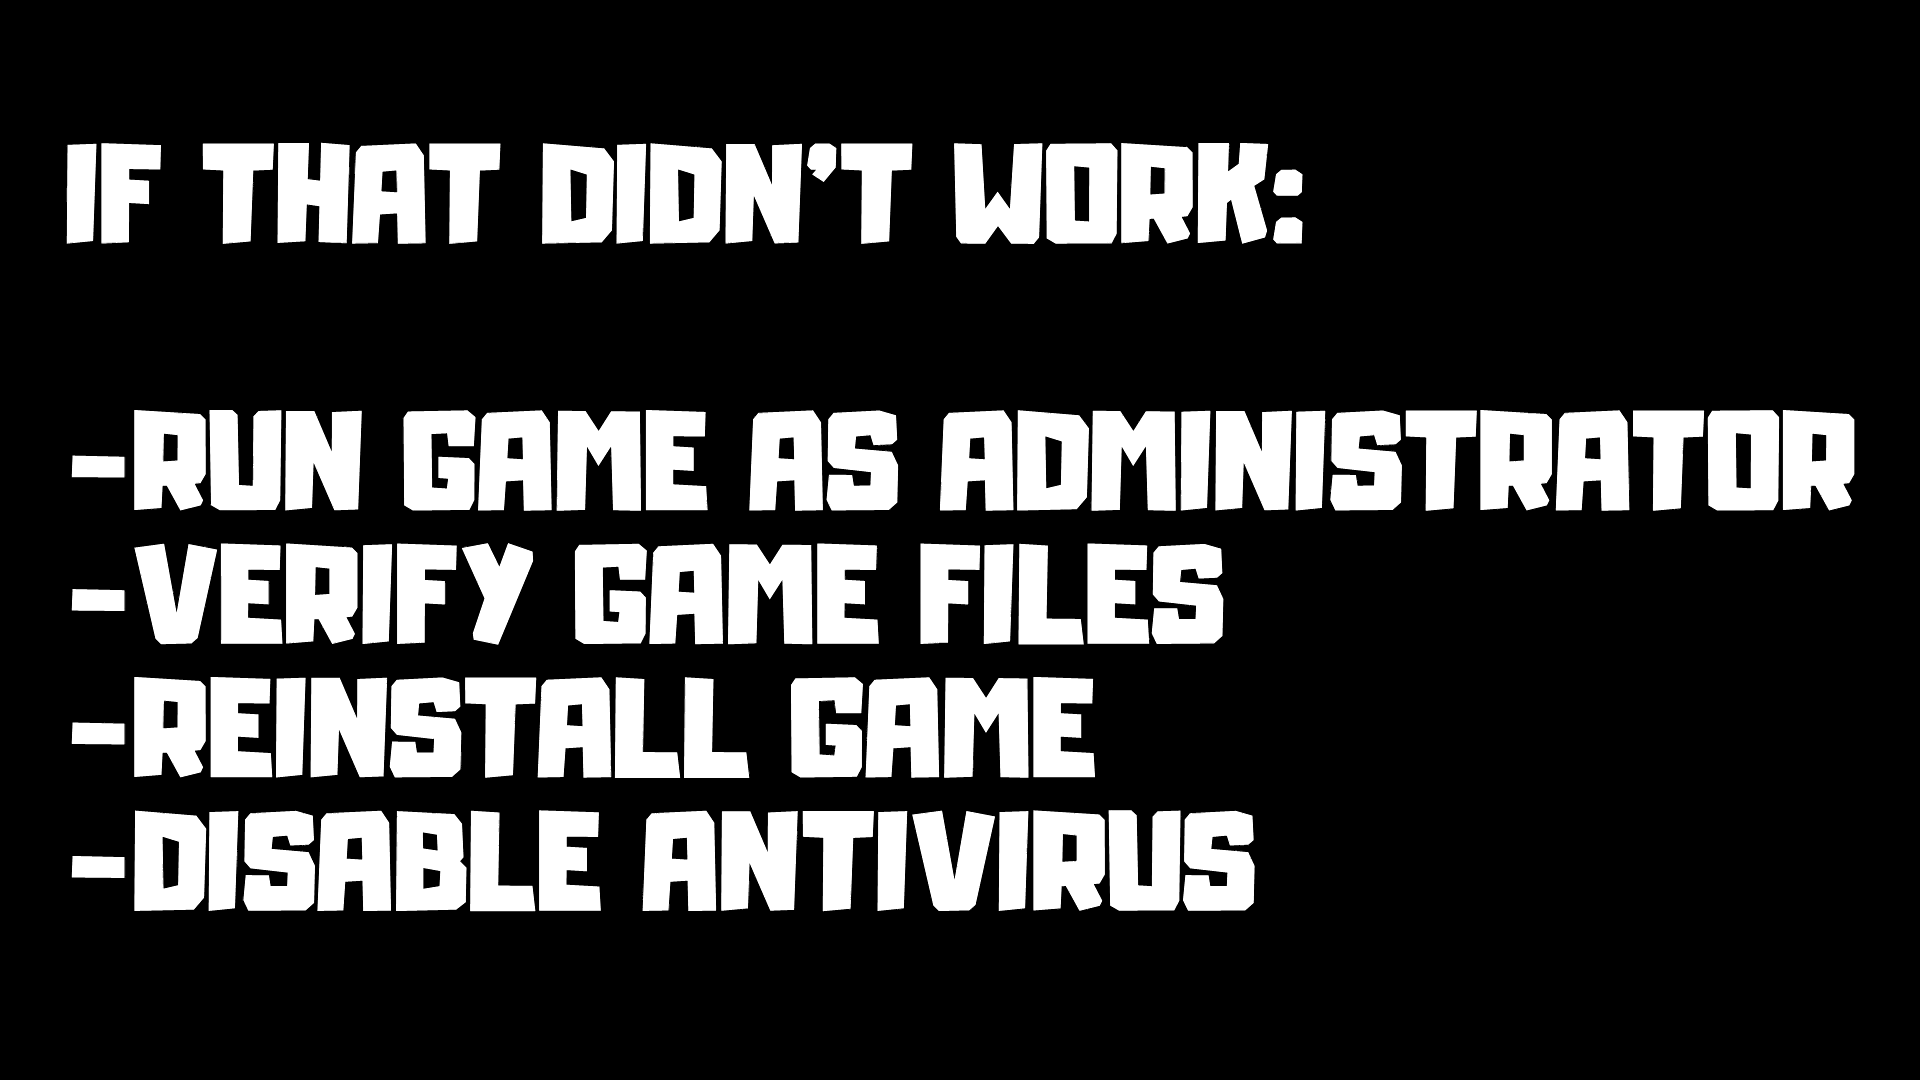 IF THAT DIDN'T WORK:
-RUN GAME AS ADMINISTRATOR
-VERIFY GAME FILES
-REINSTALL GAME
-DISABLE ANTIVIRUS